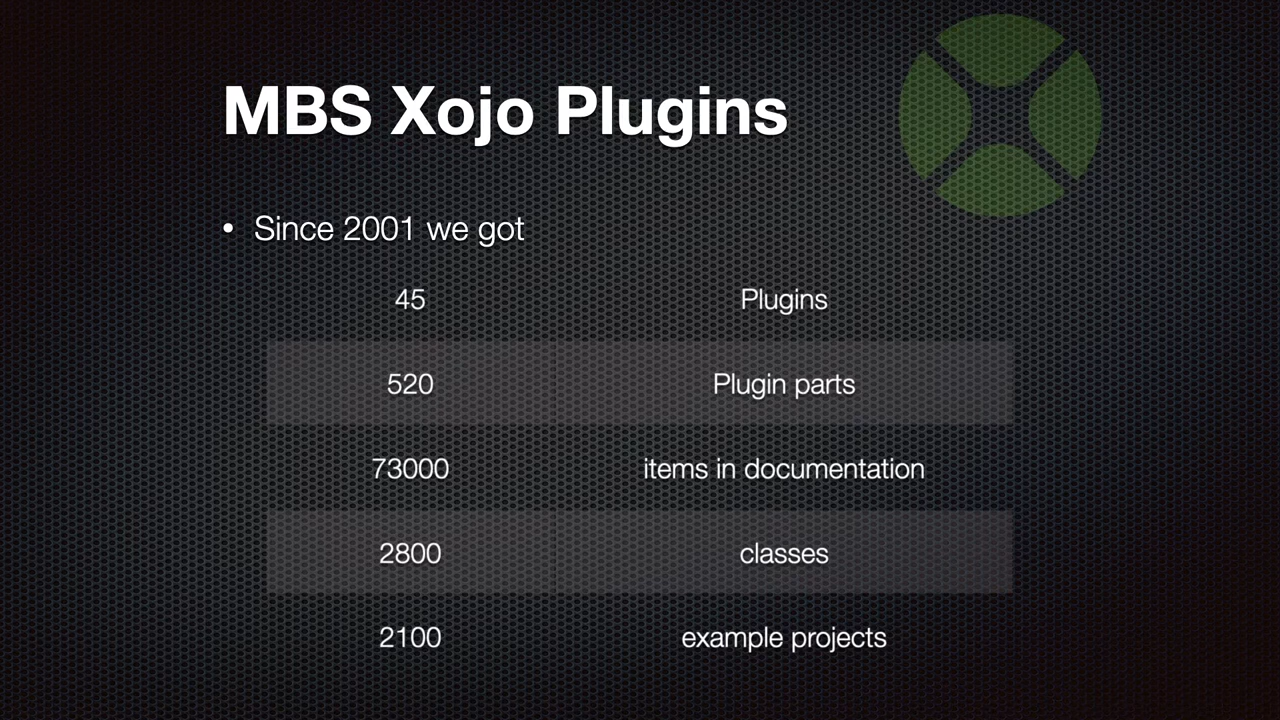 MBS Xojo Plugins
• Since 2001 we got
45 Plugins
520 Plugin parts
73000 items in documentation
2800 classes
2100 example projects